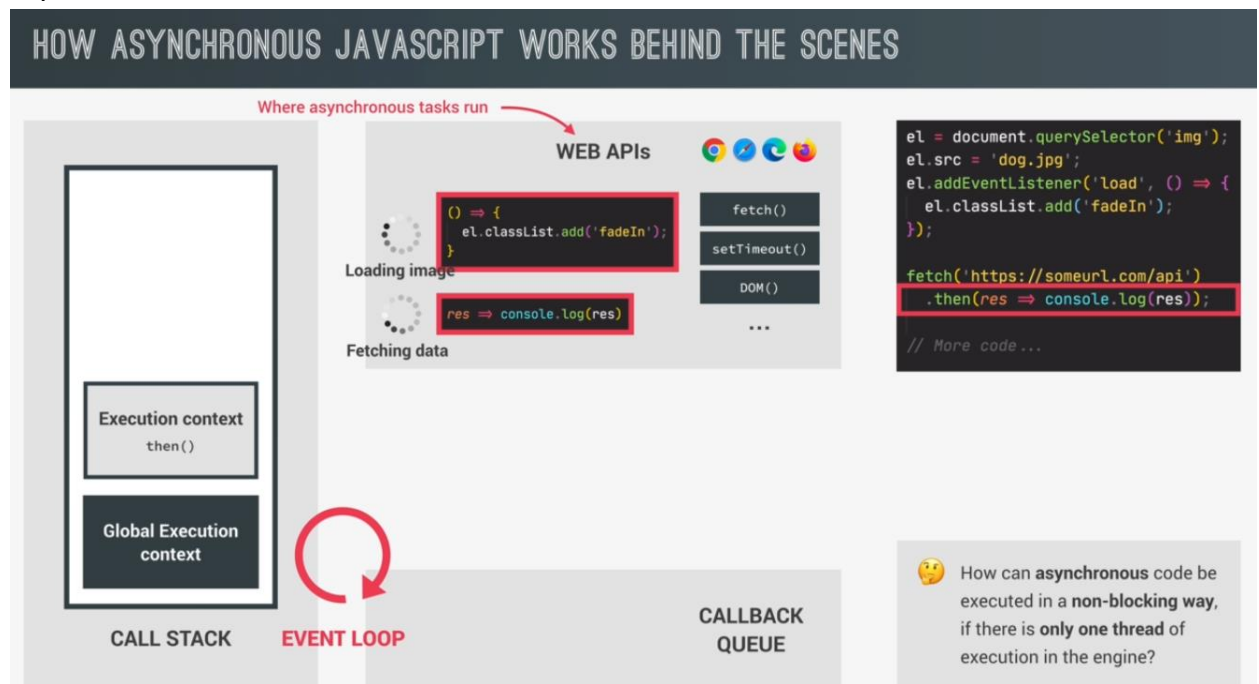 HOW ASYNCHRONOUS JAVASCRIPT WORKS BEHIND THE SCENES
Where asynchronous tasks run
WEB APIs
() => {
el.classList.add('fadeIn');
}
Loading image
res => console.log(res)
Fetching data
fetch()
setTimeout()
DOM()
...
el = document.querySelector('img');
el.src = 'dog.jpg';
el.addEventListener('load', () => {
el.classList.add('fadeIn');
});
fetch('https://someurl.com/api')
.then(res => console.log(res));
// More code...
Execution context
then()
Global Execution
context
CALL STACK
EVENT LOOP
CALLBACK
QUEUE
How can asynchronous code be
executed in a non-blocking way,
if there is only one thread of
execution in the engine?